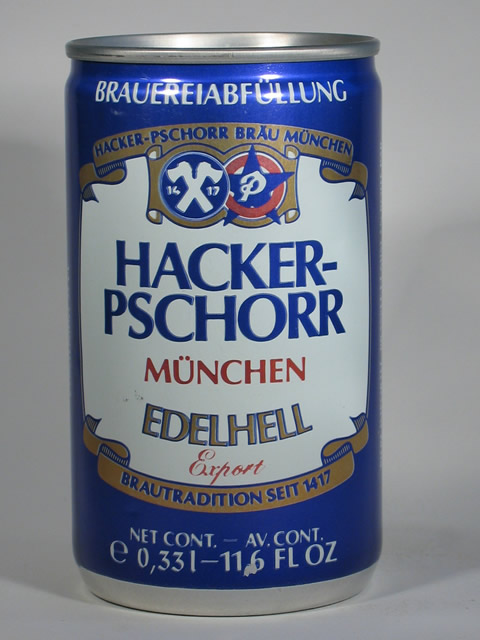 BRAUEREIABFÜLLUNG
HACKER-PSCHORR BRÄU MÜNCHEN
14 17 P
HACKER-
PSCHORR
MÜNCHEN
EDELHELL
Export
BRAUTRADITION SEIT 1417
NET CONT. — AV. CONT.
e 0,33l – 11,6 FL OZ